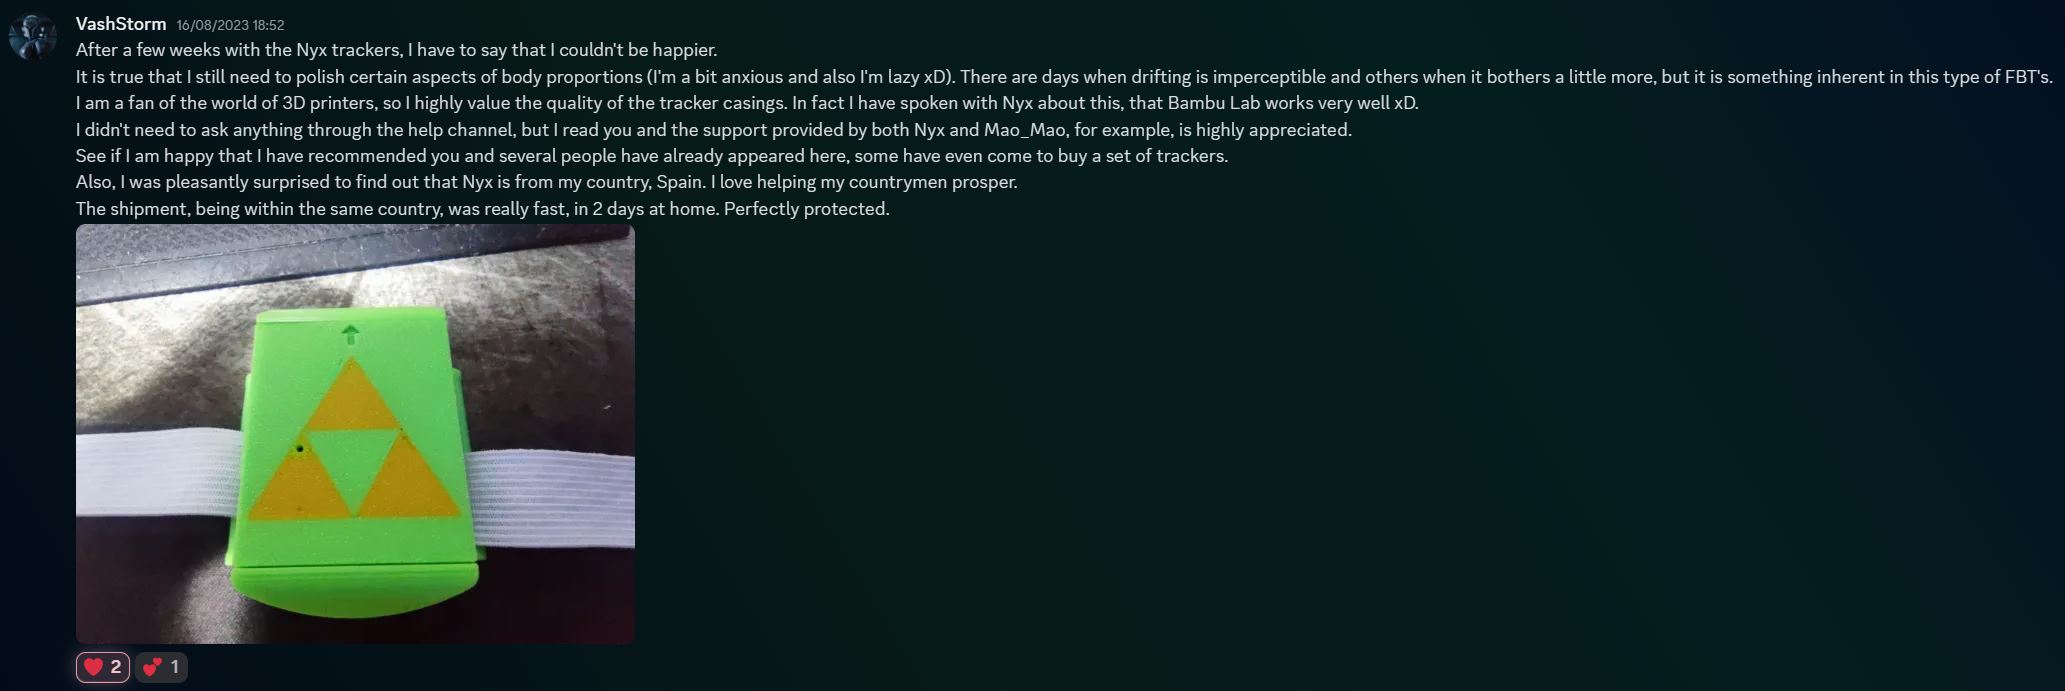 VashStorm 16/08/2023 18:52
After a few weeks with the Nyx trackers, I have to say that I couldn't be happier.
It is true that I still need to polish certain aspects of body proportions (I'm a bit anxious and also I'm lazy xD). There are days when drifting is imperceptible and others when it bothers a little more, but it is something inherent in this type of FBT's.
I am a fan of the world of 3D printers, so I highly value the quality of the tracker casings. In fact I have spoken with Nyx about this, that Bambu Lab works very well xD.
I didn't need to ask anything through the help channel, but I read you and the support provided by both Nyx and Mao_Mao, for example, is highly appreciated.
See if I am happy that I have recommended you and several people have already appeared here, some have even come to buy a set of trackers.
Also, I was pleasantly surprised to find out that Nyx is from my country, Spain. I love helping my countrymen prosper.
The shipment, being within the same country, was really fast, in 2 days at home. Perfectly protected.
2 1